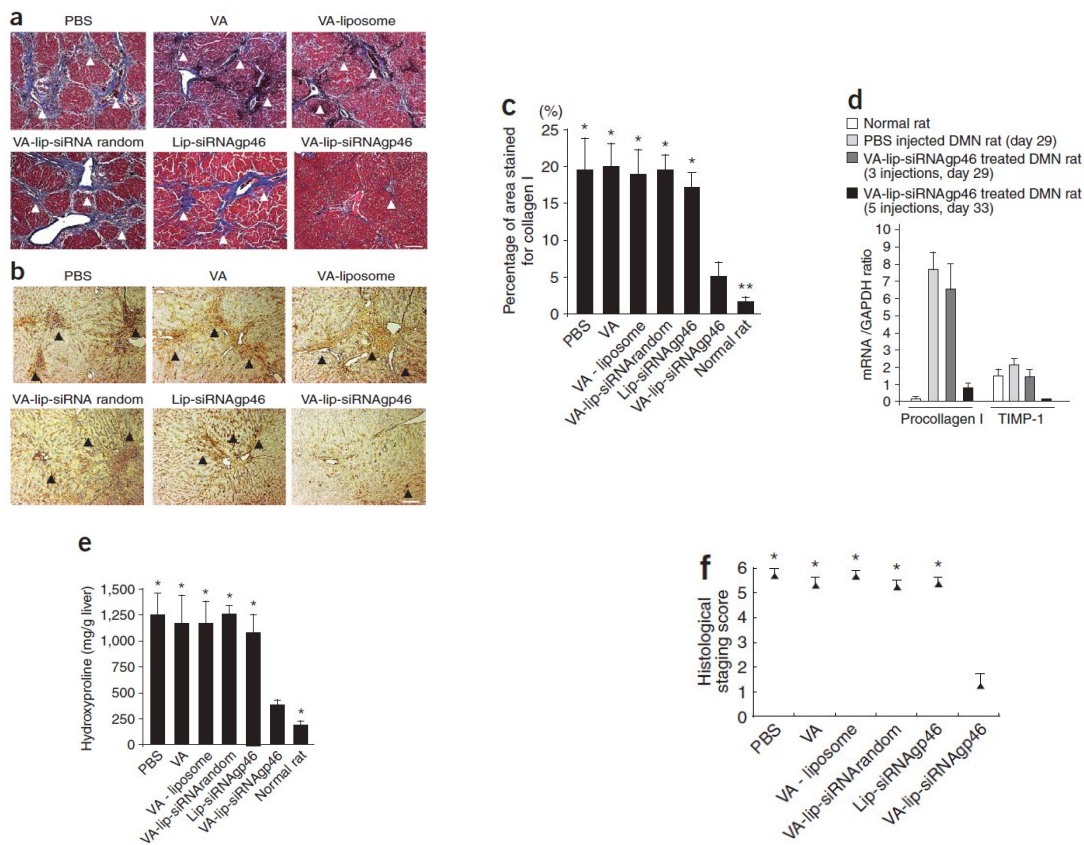 a
PBS
VA
VA-liposome
VA-lip-siRNA random
Lip-siRNAgp46
VA-lip-siRNAgp46
b
PBS
VA
VA-liposome
VA-lip-siRNA random
Lip-siRNAgp46
VA-lip-siRNAgp46
c
(%)
Percentage of area stained
for collagen I
25
20
15
10
5
0
*
*
*
*
*
**
PBS
VA
VA - liposome
VA-lip-siRNArandom
Lip-siRNAgp46
VA-lip-siRNAgp46
Normal rat
d
Normal rat
PBS injected DMN rat (day 29)
VA-lip-siRNAgp46 treated DMN rat
(3 injections, day 29)
VA-lip-siRNAgp46 treated DMN rat
(5 injections, day 33)
mRNA /GAPDH ratio
10
9
8
7
6
5
4
3
2
1
0
Procollagen I
TIMP-1
e
Hydroxyproline (mg/g liver)
1,500
1,250
1,000
750
500
250
0
*
*
*
*
*
*
PBS
VA
VA - liposome
VA-lip-siRNArandom
Lip-siRNAgp46
VA-lip-siRNAgp46
Normal rat
f
Histological
staging score
6
5
4
3
2
1
0
*
*
*
*
*
PBS
VA
VA - liposome
VA-lip-siRNArandom
Lip-siRNAgp46
VA-lip-siRNAgp46